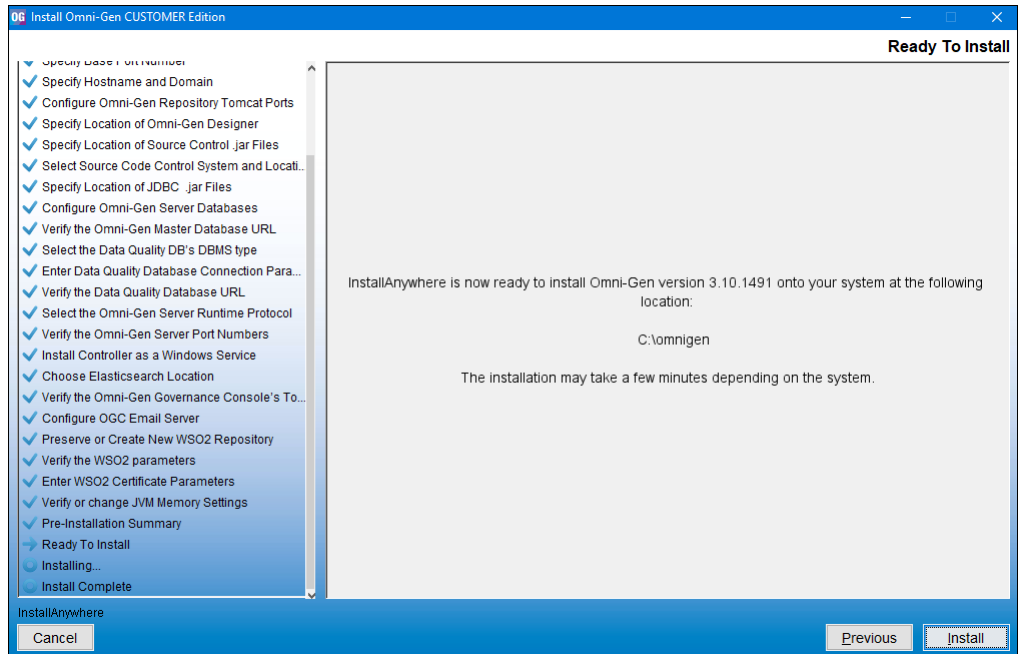 OG Install Omni-Gen CUSTOMER Edition
Ready To Install
Specify Base Port Number
Specify Hostname and Domain
Configure Omni-Gen Repository Tomcat Ports
Specify Location of Omni-Gen Designer
Specify Location of Source Control .jar Files
Select Source Code Control System and Locati..
Specify Location of JDBC .jar Files
Configure Omni-Gen Server Databases
Verify the Omni-Gen Master Database URL
Select the Data Quality DB's DBMS type
Enter Data Quality Database Connection Para...
Verify the Data Quality Database URL
Select the Omni-Gen Server Runtime Protocol
Verify the Omni-Gen Server Port Numbers
Install Controller as a Windows Service
Choose Elasticsearch Location
Verify the Omni-Gen Governance Console's To...
Configure OGC Email Server
Preserve or Create New WSO2 Repository
Verify the WSO2 parameters
Enter WSO2 Certificate Parameters
Verify or change JVM Memory Settings
Pre-Installation Summary
Ready To Install
Installing...
Install Complete
InstallAnywhere is now ready to install Omni-Gen version 3.10.1491 onto your system at the following
location:
C:\omnigen
The installation may take a few minutes depending on the system.
InstallAnywhere
Cancel
Previous
Install